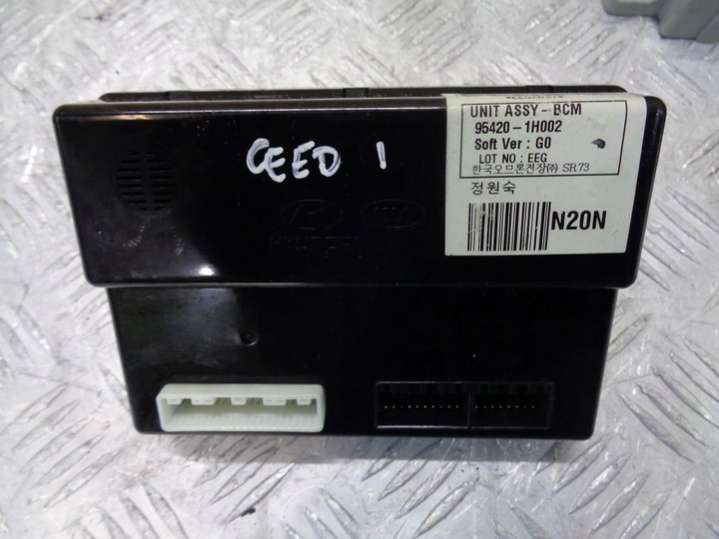 UNIT ASSY-BCM
95420-1H002
Soft Ver : G0
LOT NO : EEG
한국오므론전장㈜ SR73
정원숙
N20N
CEED 1
HYUNDAI